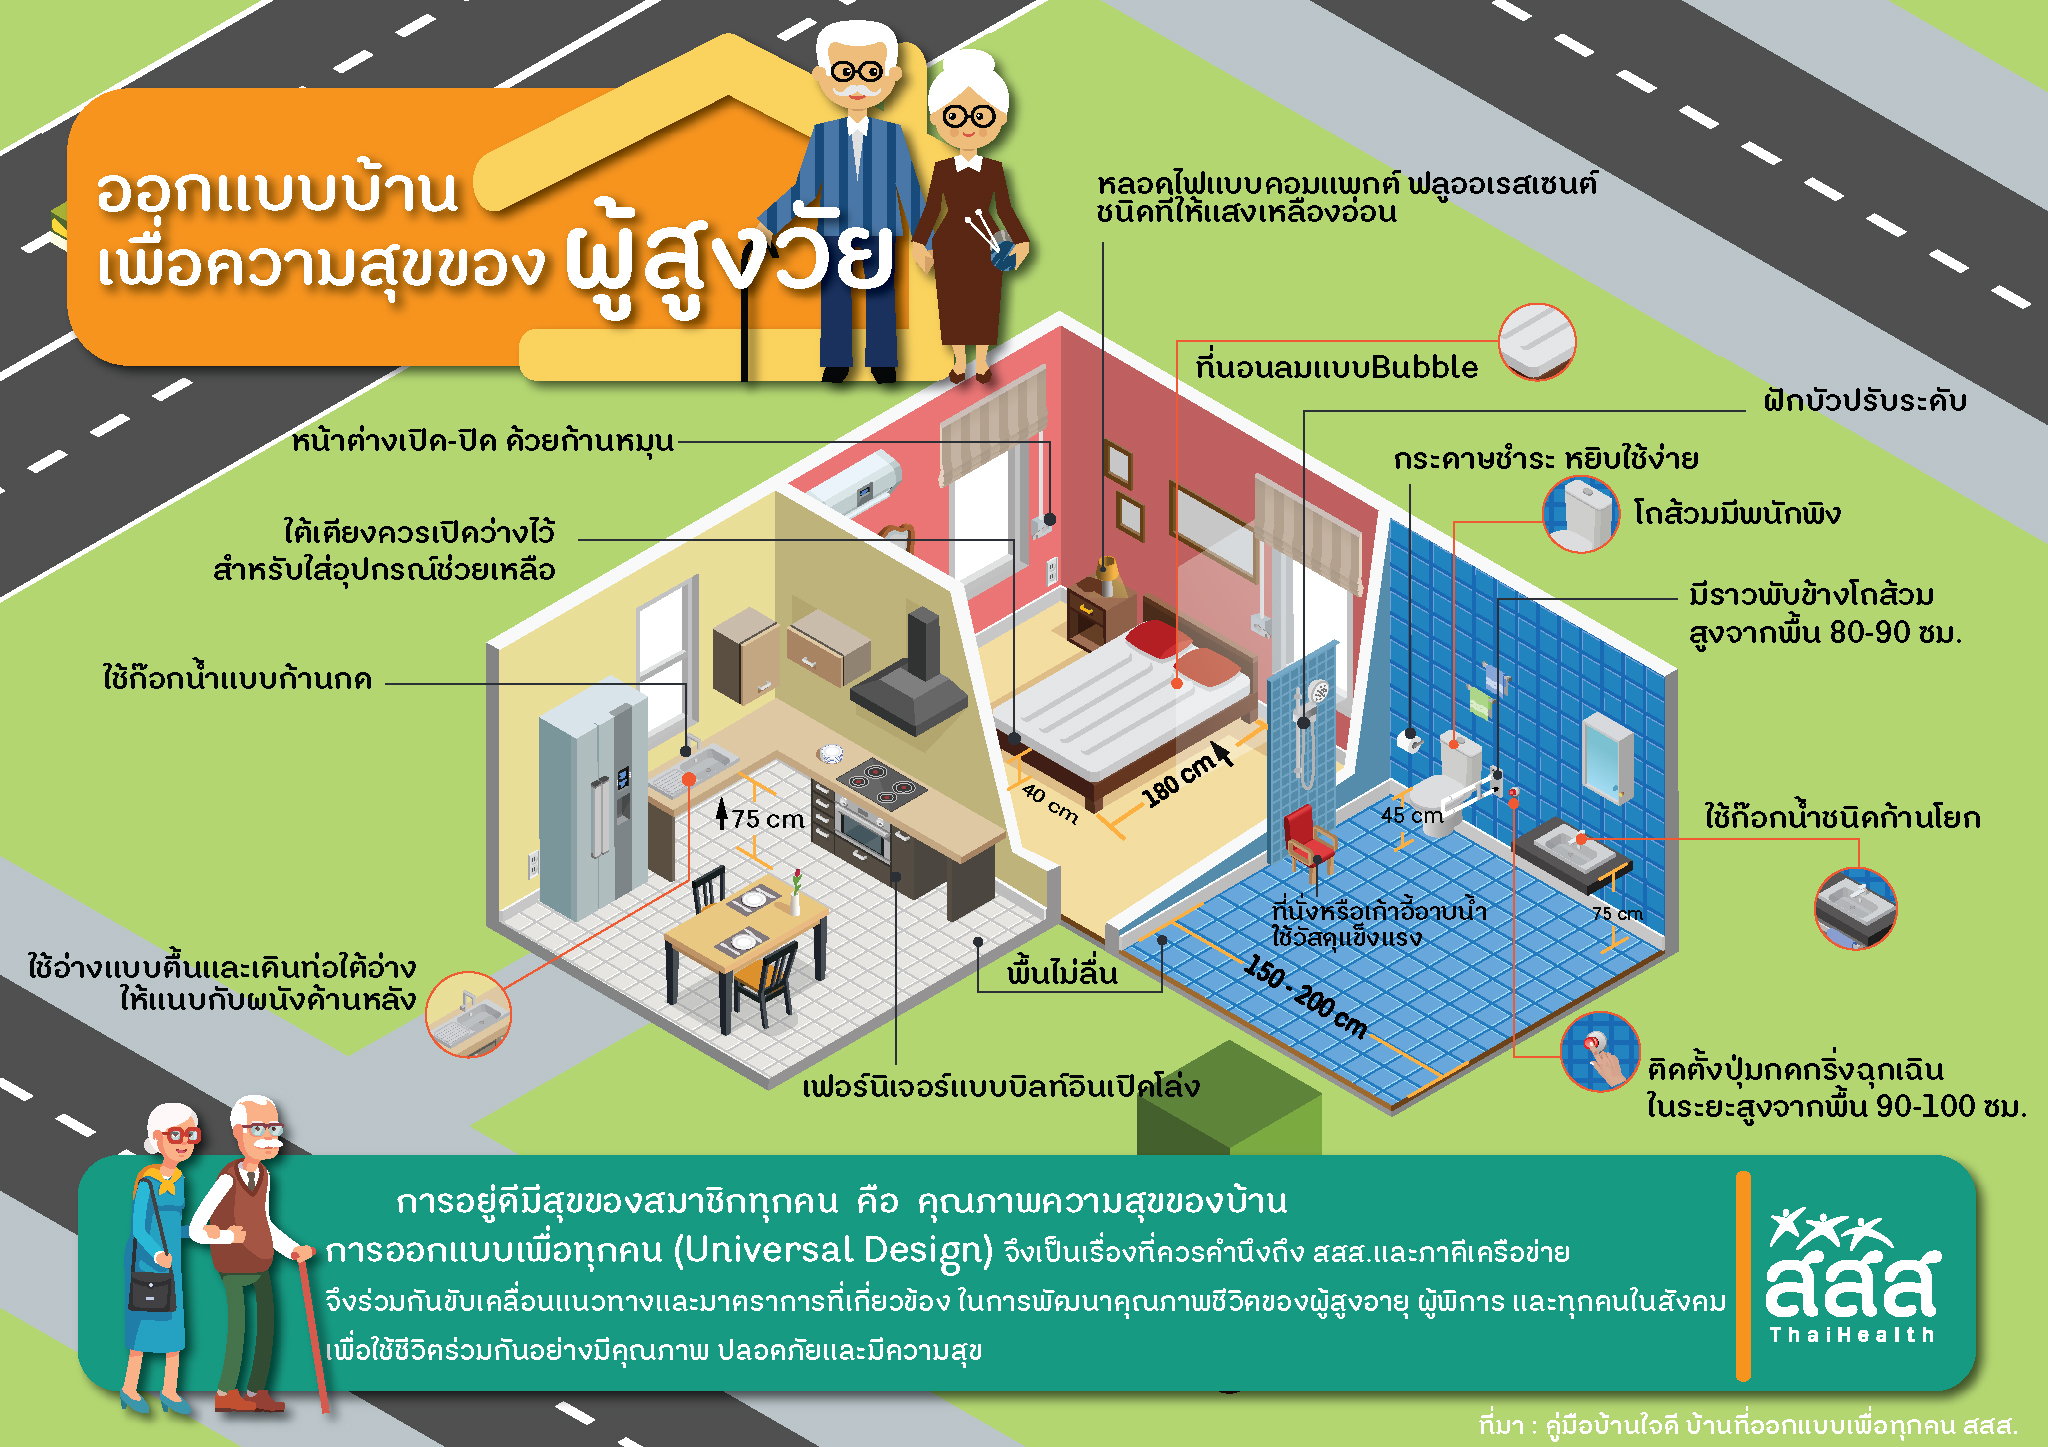 ออกแบบบ้าน
เพื่อความสุขของ ผู้สูงวัย
หลอดไฟแบบคอมแพกต์ ฟลูออเรสเซนต์
ชนิดที่ให้แสงเหลืองอ่อน
ที่นอนลมแบบBubble
ฝักบัวปรับระดับ
หน้าต่างเปิด-ปิด ด้วยก้านหมุน
กระดาษชำระ หยิบใช้ง่าย
โถส้วมมีพนักพิง
ใต้เตียงควรเปิดว่างไว้
สำหรับใส่อุปกรณ์ช่วยเหลือ
มีราวพับข้างโถส้วม
สูงจากพื้น 80-90 ซม.
ใช้ก๊อกน้ำแบบก้านกด
180 cm
40 cm
75 cm
45 cm
ใช้ก๊อกน้ำชนิดก้านโยก
ที่นั่งหรือเก้าอี้อาบน้ำ
ใช้วัสดุแข็งแรง
75 cm
ใช้อ่างแบบตื้นและเดินท่อใต้อ่าง
ให้แนบกับผนังด้านหลัง
พื้นไม่ลื่น
150 - 200 cm
เฟอร์นิเจอร์แบบบิลท์อินเปิดโล่ง
ติดตั้งปุ่มกดกริ่งฉุกเฉิน
ในระยะสูงจากพื้น 90-100 ซม.
การอยู่ดีมีสุขของสมาชิกทุกคน คือ คุณภาพความสุขของบ้าน
การออกแบบเพื่อทุกคน (Universal Design) จึงเป็นเรื่องที่ควรคำนึงถึง สสส.และภาคีเครือข่าย
จึงร่วมกันขับเคลื่อนแนวทางและมาตราการที่เกี่ยวข้อง ในการพัฒนาคุณภาพชีวิตของผู้สูงอายุ ผู้พิการ และทุกคนในสังคม
เพื่อใช้ชีวิตร่วมกันอย่างมีคุณภาพ ปลอดภัยและมีความสุข
สสส
ThaiHealth
ที่มา : คู่มือบ้านใจดี บ้านที่ออกแบบเพื่อทุกคน สสส.